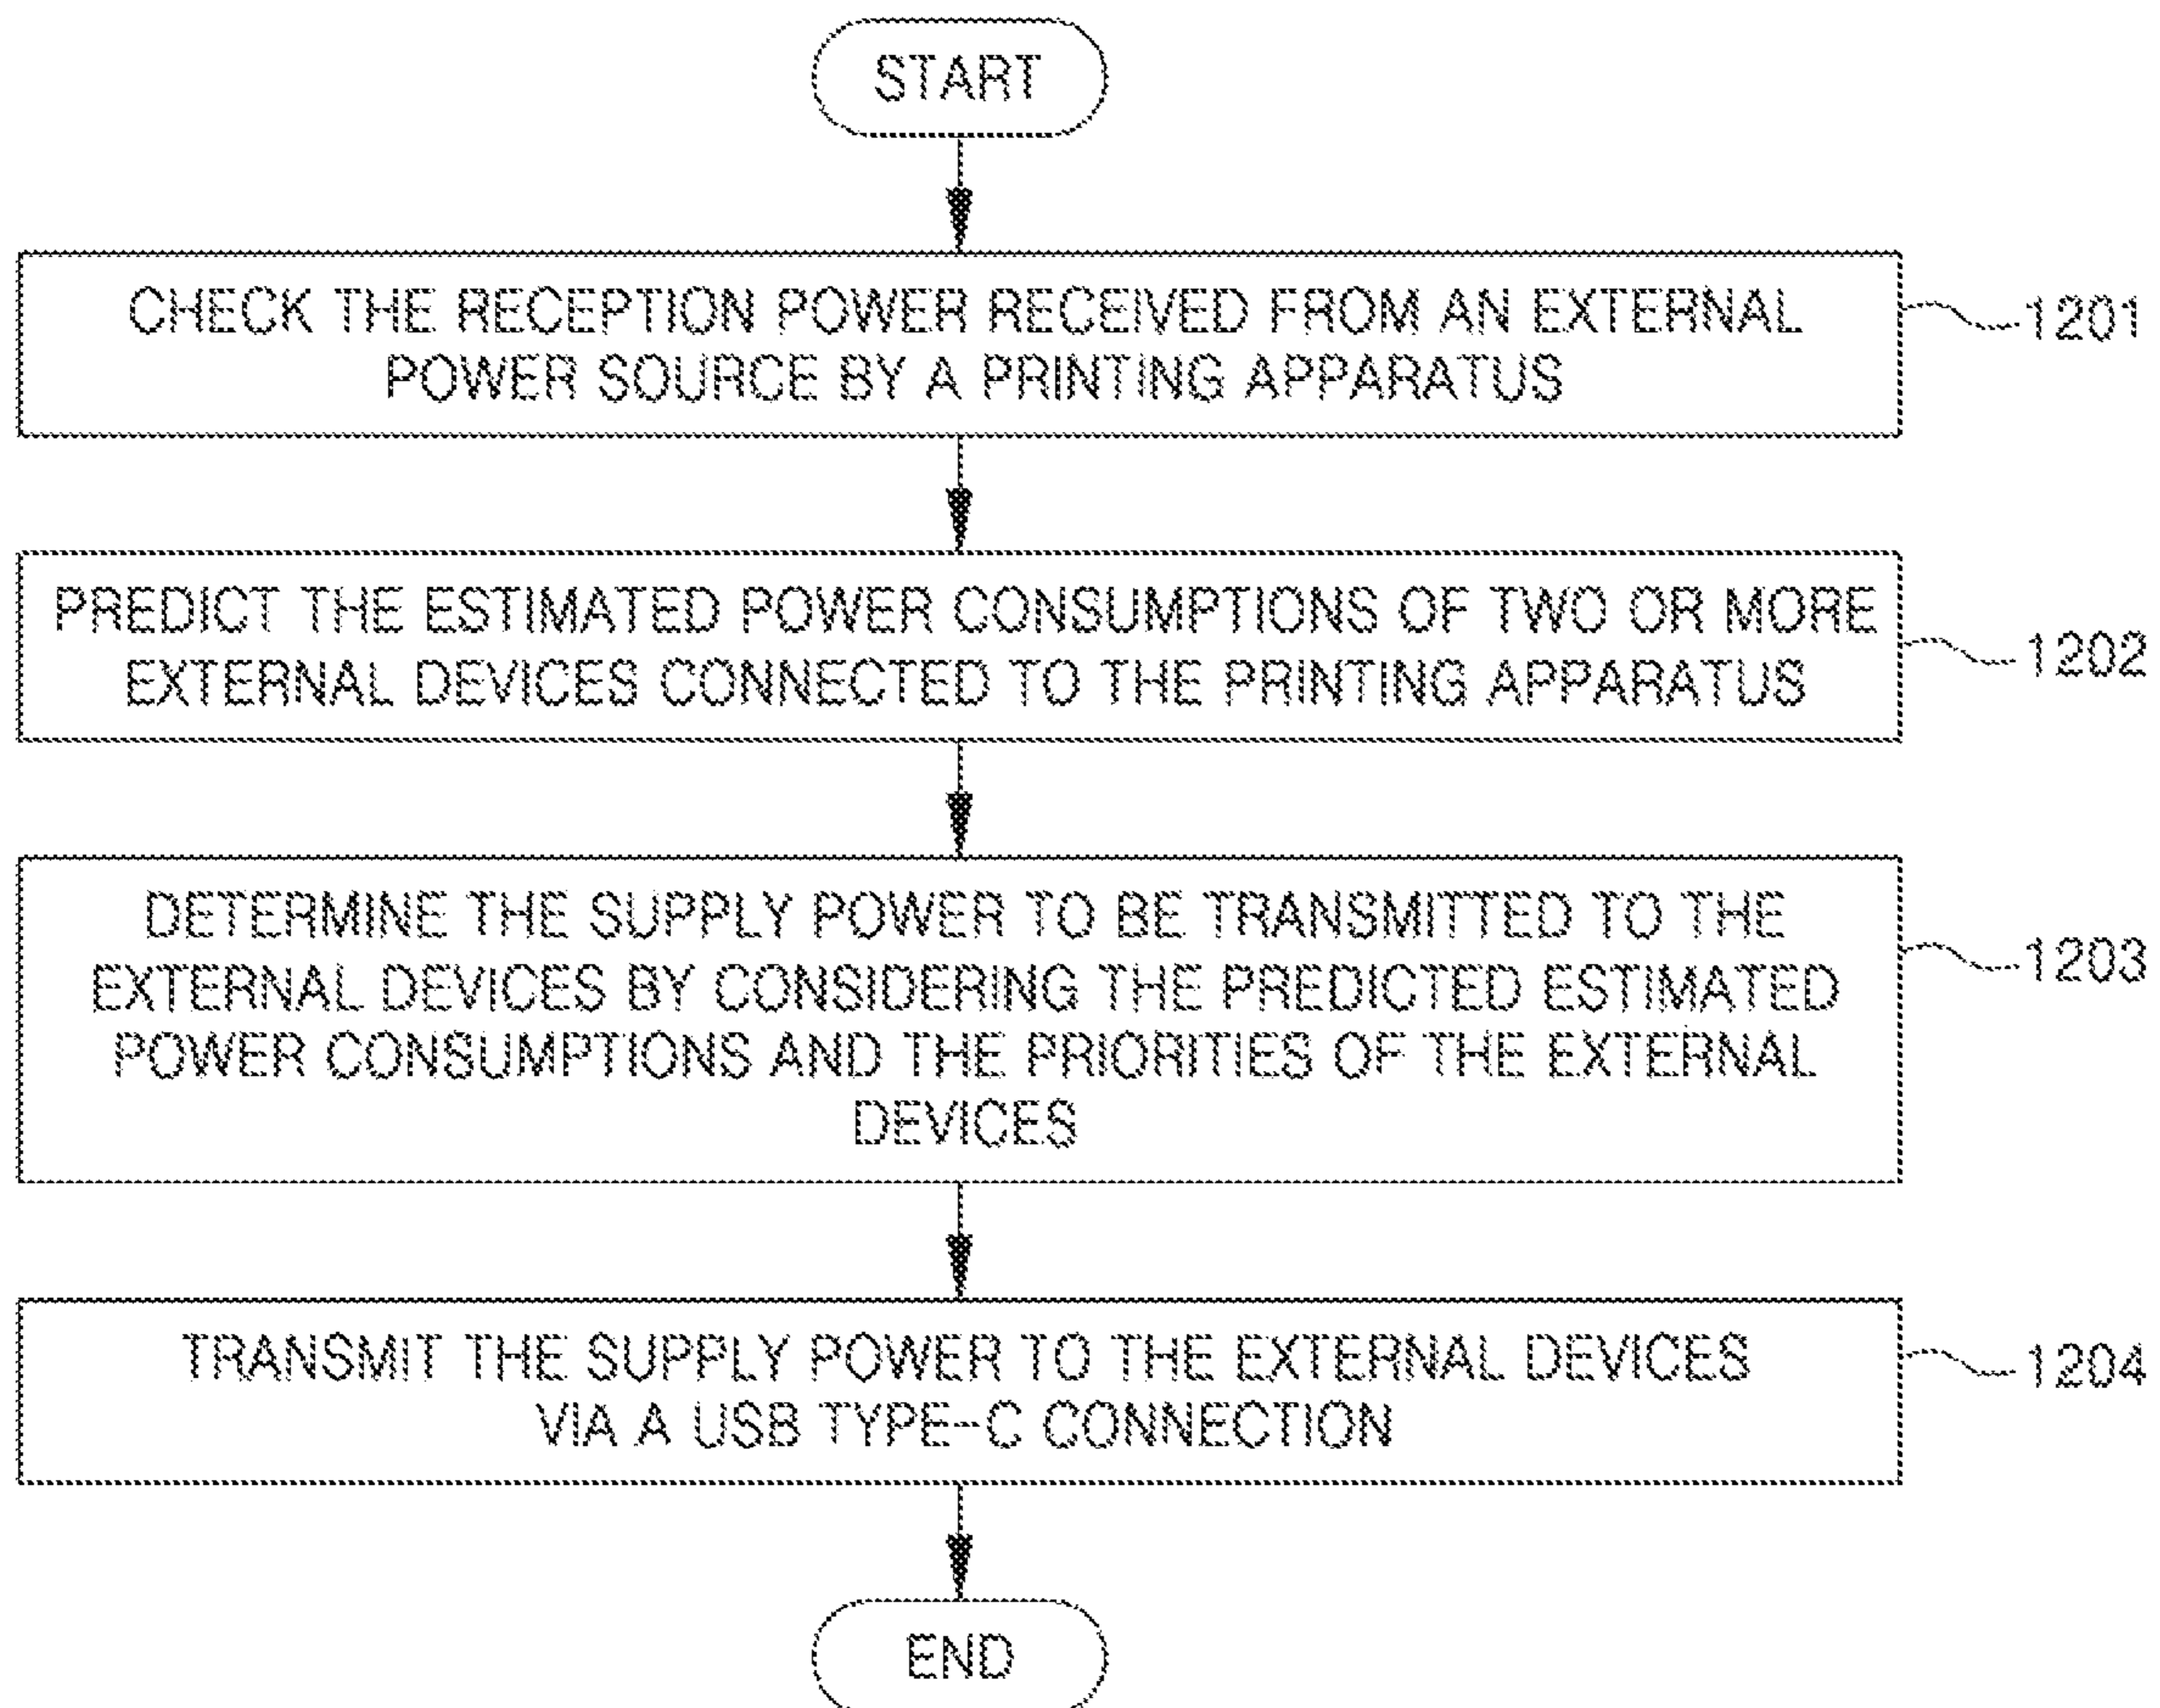 START
CHECK THE RECEPTION POWER RECEIVED FROM AN EXTERNAL
POWER SOURCE BY A PRINTING APPARATUS
1201
PREDICT THE ESTIMATED POWER CONSUMPTIONS OF TWO OR MORE
EXTERNAL DEVICES CONNECTED TO THE PRINTING APPARATUS
1202
DETERMINE THE SUPPLY POWER TO BE TRANSMITTED TO THE
EXTERNAL DEVICES BY CONSIDERING THE PREDICTED ESTIMATED
POWER CONSUMPTIONS AND THE PRIORITIES OF THE EXTERNAL
DEVICES
1203
TRANSMIT THE SUPPLY POWER TO THE EXTERNAL DEVICES
VIA A USB TYPE-C CONNECTION
1204
END